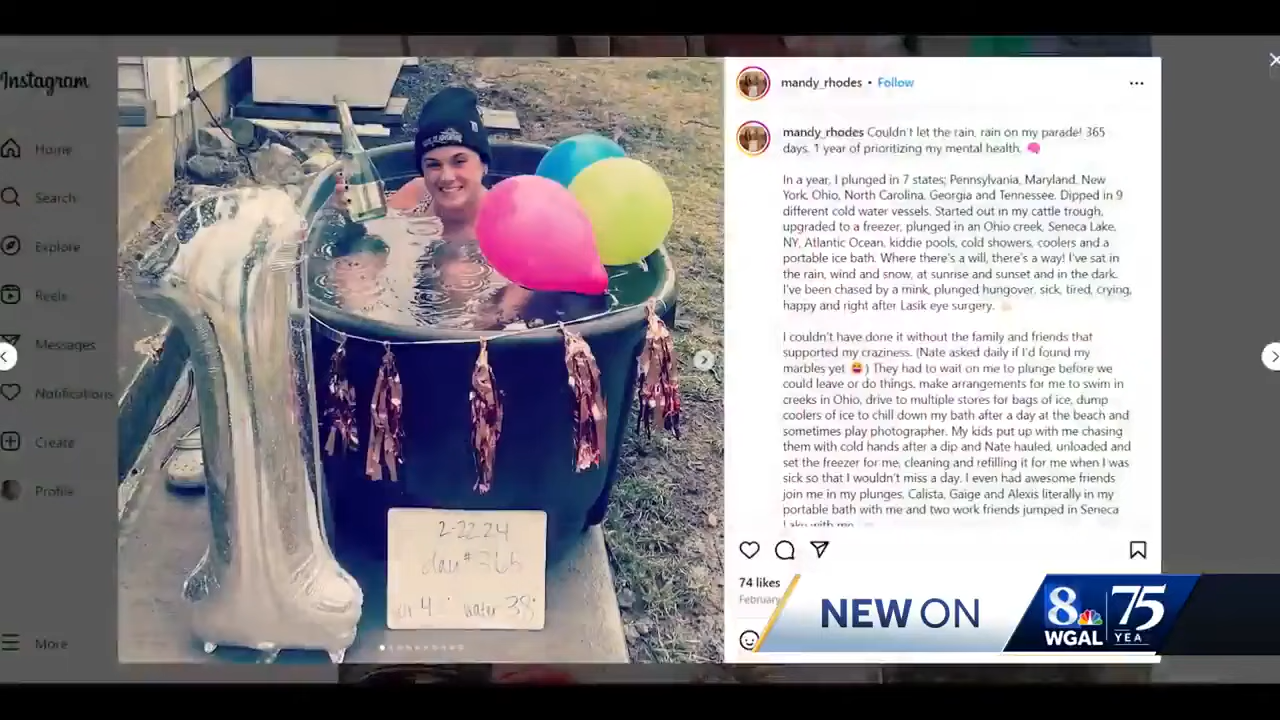 Instagram
Home
Search
Explore
Reels
Messages
Notifications
Create
Profile
More
2-22-24
day #366
water 38°
mandy_rhodes • Follow
mandy_rhodes Couldn't let the rain, rain on my parade! 365
days. 1 year of prioritizing my mental health. 🧠
In a year, I plunged in 7 states; Pennsylvania, Maryland, New
York, Ohio, North Carolina, Georgia and Tennessee. Dipped in 9
different cold water vessels. Started out in my cattle trough,
upgraded to a freezer, plunged in an Ohio creek, Seneca Lake,
NY, Atlantic Ocean, kiddie pools, cold showers, coolers and a
portable ice bath. Where there's a will, there's a way! I've sat in
the rain, wind and snow, at sunrise and sunset and in the dark.
I've been chased by a mink, plunged hungover, sick, tired, crying,
happy and right after Lasik eye surgery.
I couldn't have done it without the family and friends that
supported my craziness. (Nate asked daily if I'd found my
marbles yet 😆) They had to wait on me to plunge before we
could leave or do things, make arrangements for me to swim in
creeks in Ohio, drive to multiple stores for bags of ice, dump
coolers of ice to chill down my bath after a day at the beach and
sometimes play photographer. My kids put up with me chasing
them with cold hands after a dip and Nate hauled, unloaded and
set the freezer for me, cleaning and refilling it for me when I was
sick so that I wouldn't miss a day. I even had awesome friends
join me in my plunges, Calista, Gaige and Alexis literally in my
portable bath with me and two work friends jumped in Seneca
Lake with me
74 likes
February
NEW ON
8 75
WGAL YEA